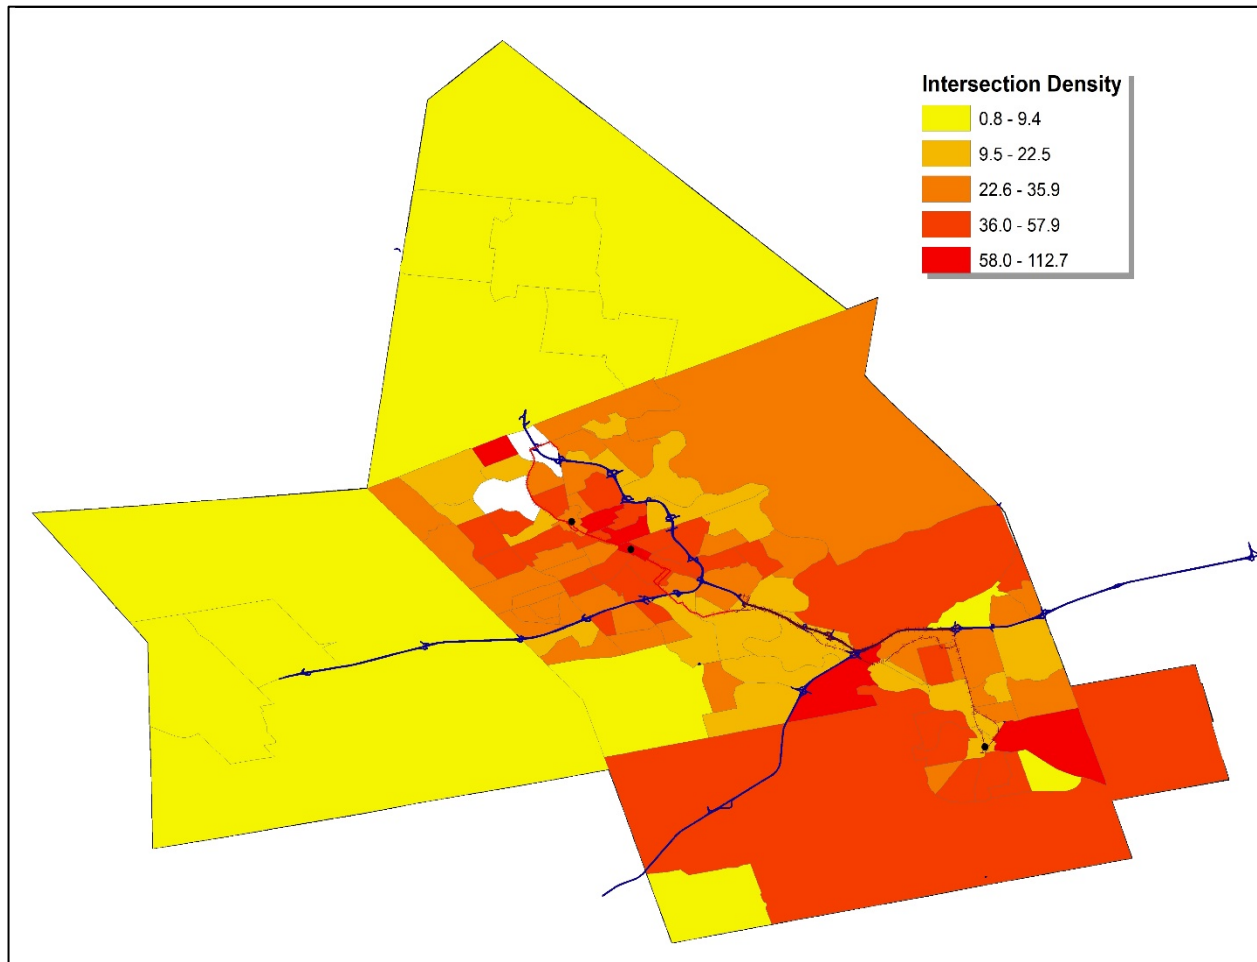 Intersection Density
0.8 - 9.4
9.5 - 22.5
22.6 - 35.9
36.0 - 57.9
58.0 - 112.7